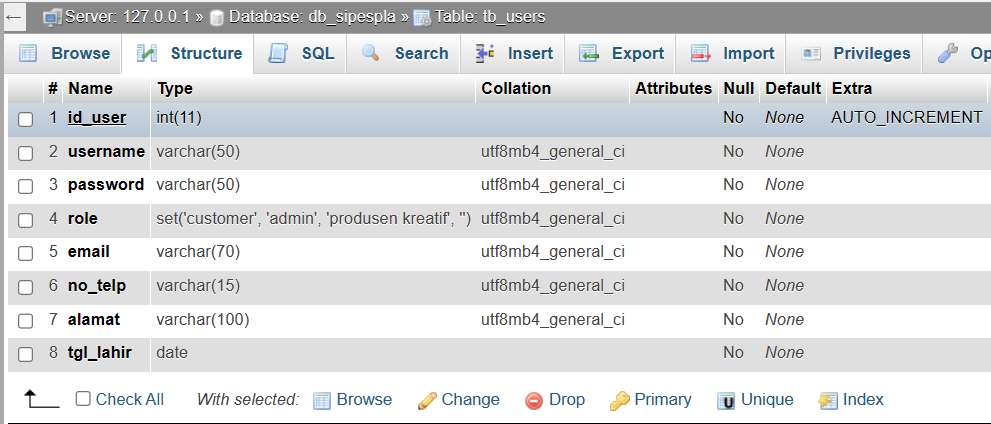 ← Server: 127.0.0.1 » Database: db_sipespla » Table: tb_users
Browse Structure SQL Search Insert Export Import Privileges Op
# Name Type Collation Attributes Null Default Extra
1 id_user int(11) No None AUTO_INCREMENT
2 username varchar(50) utf8mb4_general_ci No None
3 password varchar(50) utf8mb4_general_ci No None
4 role set('customer', 'admin', 'produsen kreatif', '') utf8mb4_general_ci No None
5 email varchar(70) utf8mb4_general_ci No None
6 no_telp varchar(15) utf8mb4_general_ci No None
7 alamat varchar(100) utf8mb4_general_ci No None
8 tgl_lahir date No None
Check All With selected: Browse Change Drop Primary Unique Index